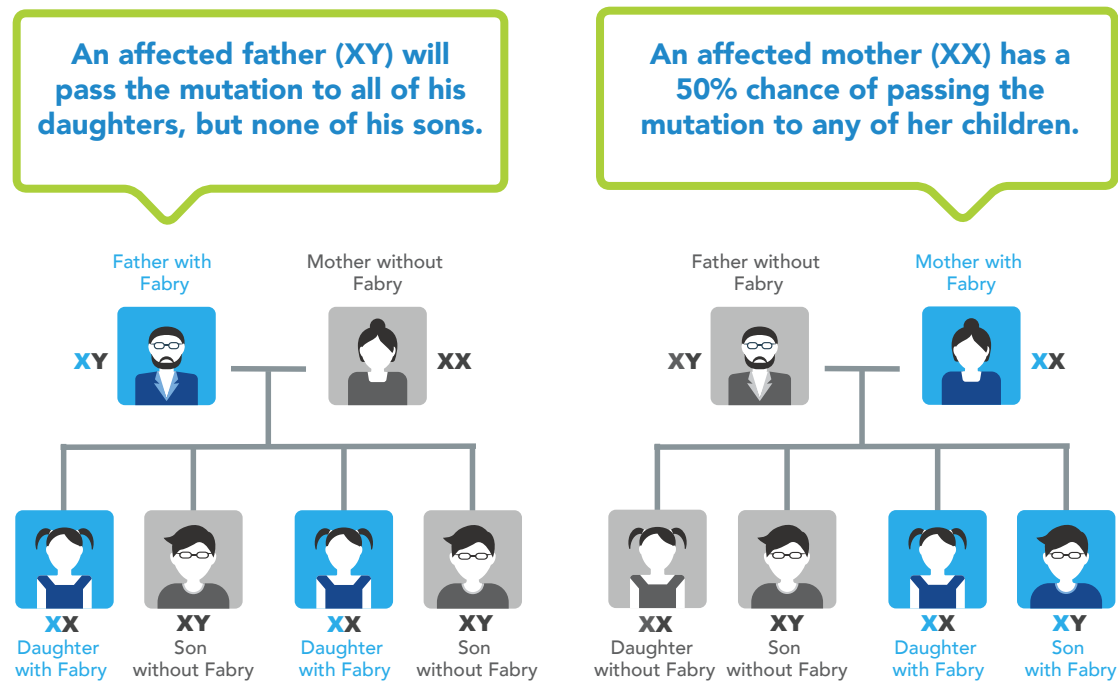 An affected father (XY) will
pass the mutation to all of his
daughters, but none of his sons.
An affected mother (XX) has a
50% chance of passing the
mutation to any of her children.
Father with
Fabry
Mother without
Fabry
XY
XX
XX
Daughter
with Fabry
XY
Son
without Fabry
XX
Daughter
with Fabry
XY
Son
without Fabry
Father without
Fabry
Mother with
Fabry
XY
XX
XX
Daughter
without Fabry
XY
Son
without Fabry
XX
Daughter
with Fabry
XY
Son
with Fabry